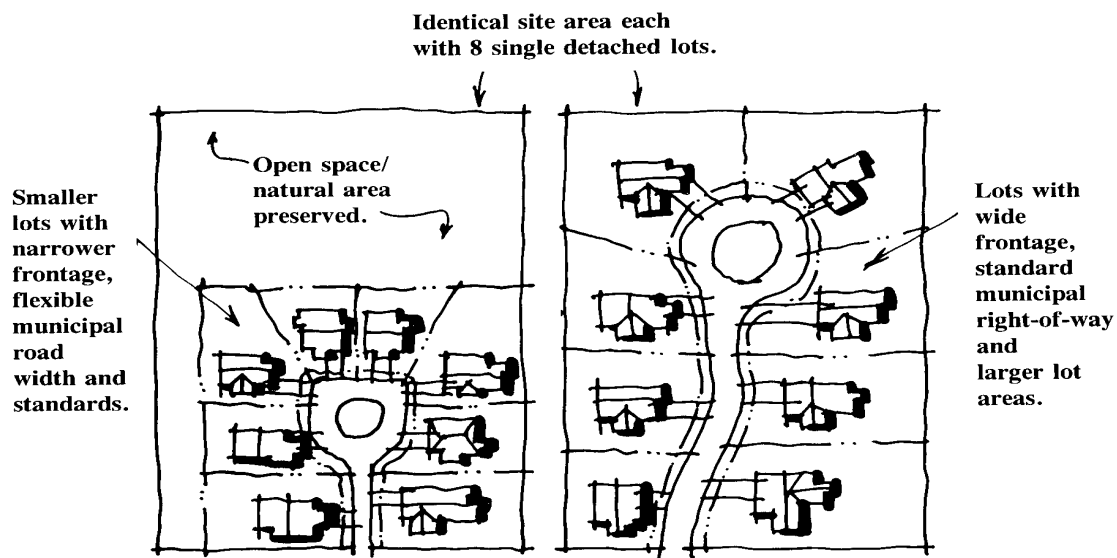 Identical site area each
with 8 single detached lots.
Open space/
natural area
preserved.
Smaller
lots with
narrower
frontage,
flexible
municipal
road
width and
standards.
Lots with
wide
frontage,
standard
municipal
right-of-way
and
larger lot
areas.